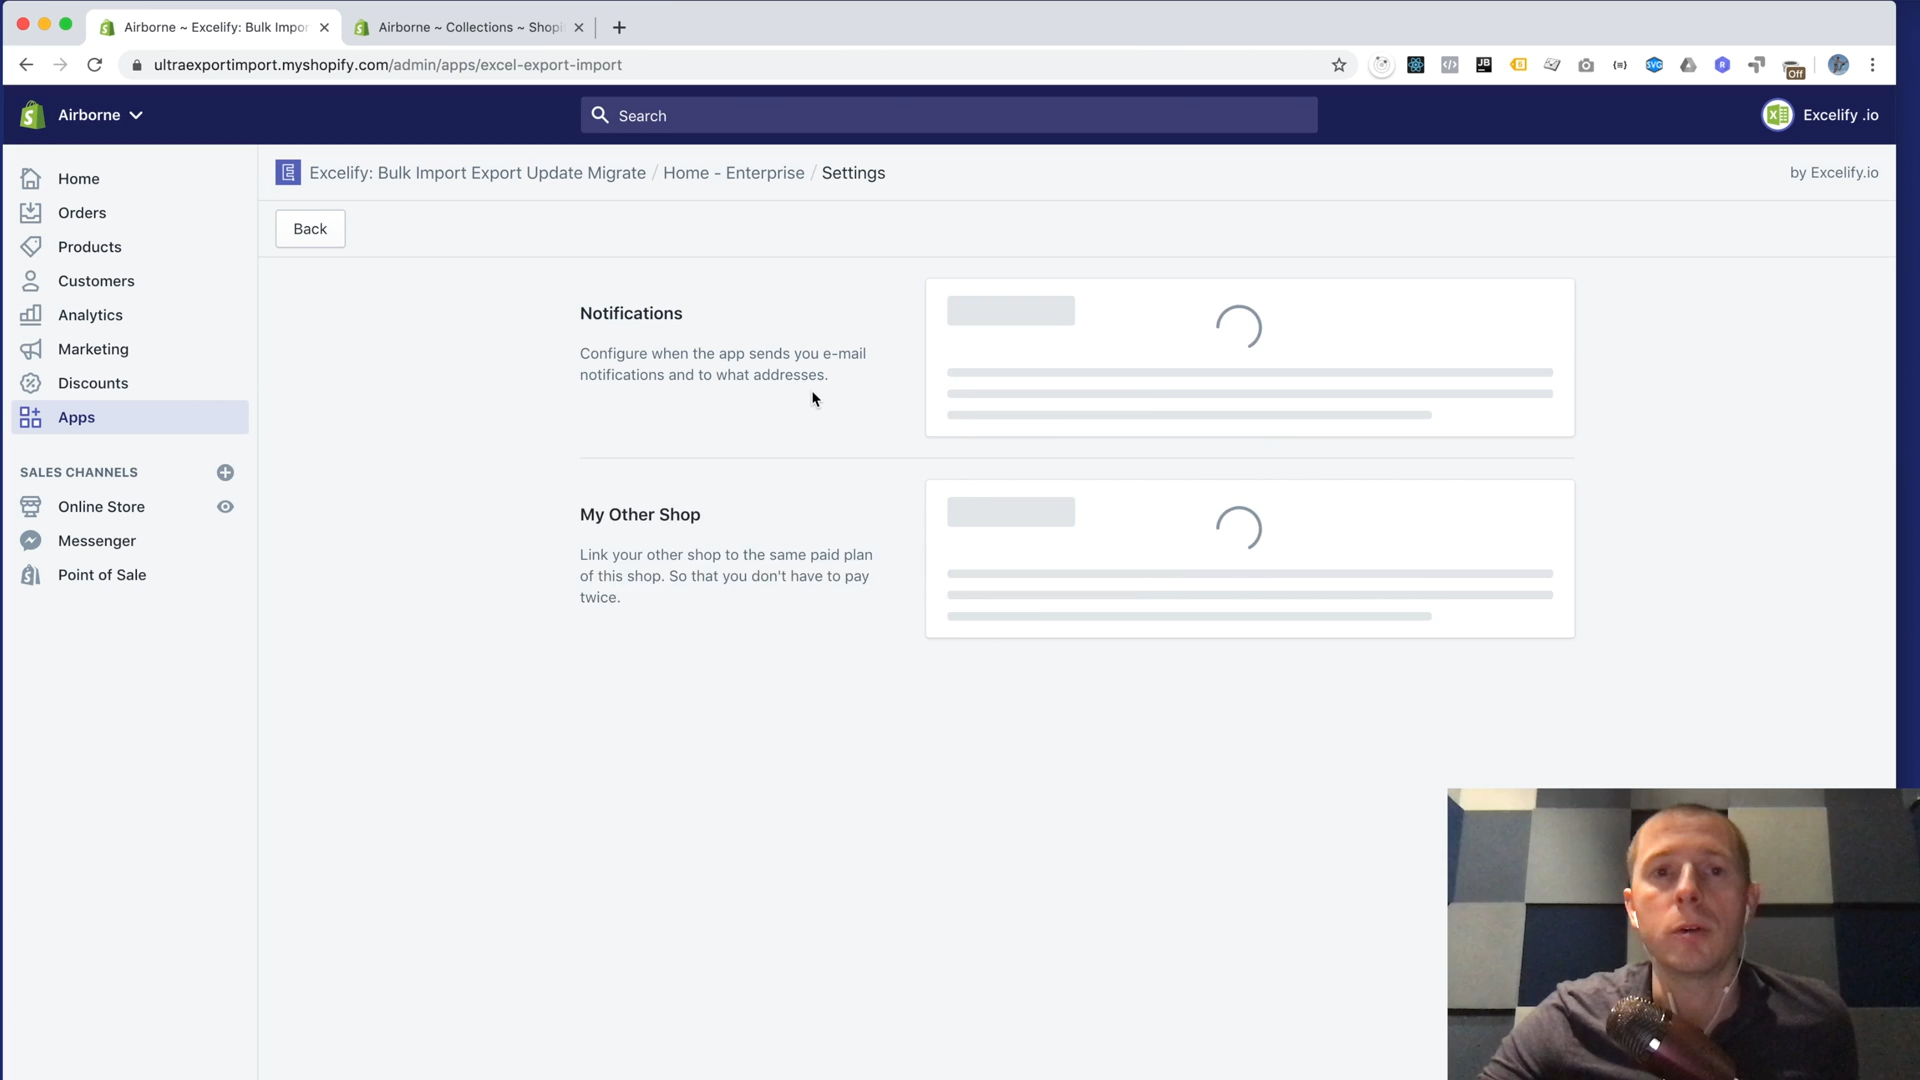 Airborne ~ Excelify: Bulk Impor
Airborne ~ Collections ~ Shopi
ultraexportimport.myshopify.com/admin/apps/excel-export-import
JB
SVG
R
Off
Airborne
Search
Excelify .io
Home
Orders
Products
Customers
Analytics
Marketing
Discounts
Apps
SALES CHANNELS
Online Store
Messenger
Point of Sale
Excelify: Bulk Import Export Update Migrate / Home - Enterprise / Settings
by Excelify.io
Back
Notifications
Configure when the app sends you e-mail
notifications and to what addresses.
My Other Shop
Link your other shop to the same paid plan
of this shop. So that you don't have to pay
twice.